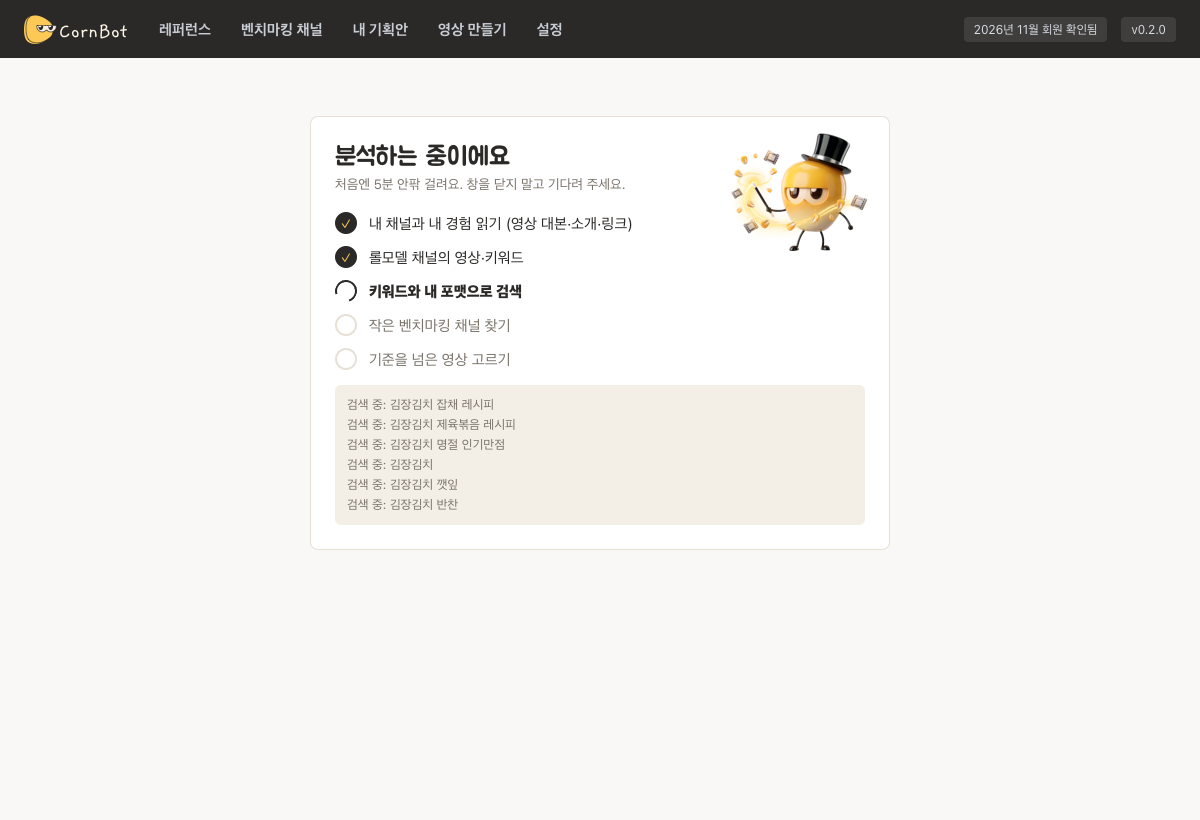 CornBot
레퍼런스
벤치마킹 채널
내 기획안
영상 만들기
설정
2026년 11월 회원 확인됨
v0.2.0
분석하는 중이에요
처음엔 5분 안팎 걸려요. 창을 닫지 말고 기다려 주세요.
내 채널과 내 경험 읽기 (영상 대본·소개·링크)
롤모델 채널의 영상·키워드
키워드와 내 포맷으로 검색
작은 벤치마킹 채널 찾기
기준을 넘은 영상 고르기
검색 중: 김장김치 잡채 레시피
검색 중: 김장김치 제육볶음 레시피
검색 중: 김장김치 명절 인기만점
검색 중: 김장김치
검색 중: 김장김치 깻잎
검색 중: 김장김치 반찬